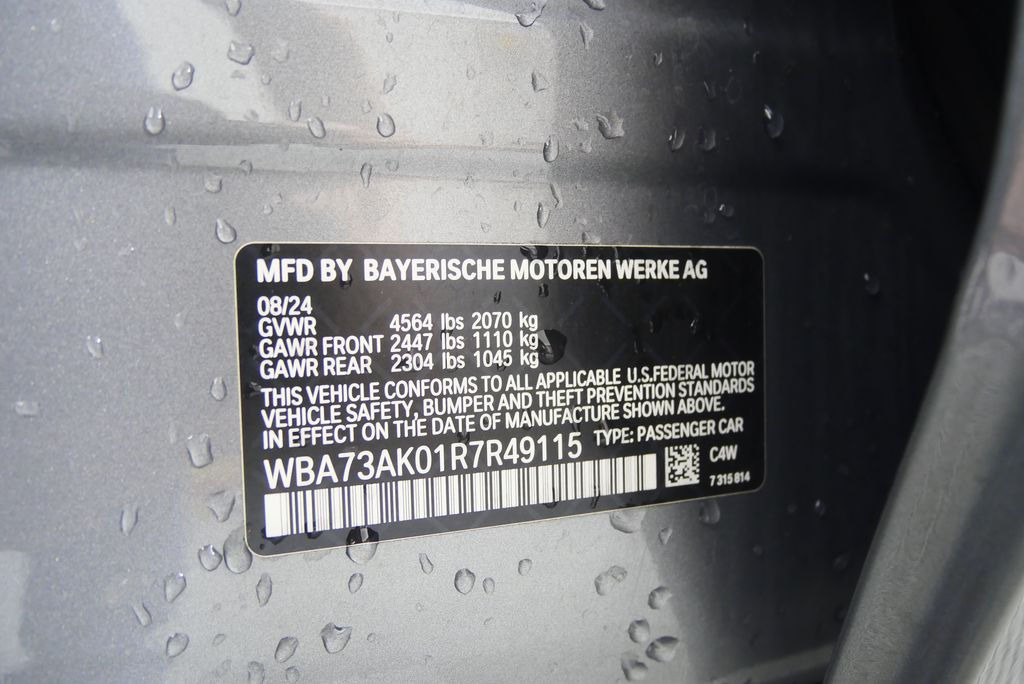 MFD BY BAYERISCHE MOTOREN WERKE AG
08/24
GVWR 4564 lbs 2070 kg
GAWR FRONT 2447 lbs 1110 kg
GAWR REAR 2304 lbs 1045 kg
THIS VEHICLE CONFORMS TO ALL APPLICABLE U.S.FEDERAL MOTOR
VEHICLE SAFETY, BUMPER AND THEFT PREVENTION STANDARDS
IN EFFECT ON THE DATE OF MANUFACTURE SHOWN ABOVE.
WBA73AK01R7R49115 TYPE: PASSENGER CAR
C4W
7 315 814